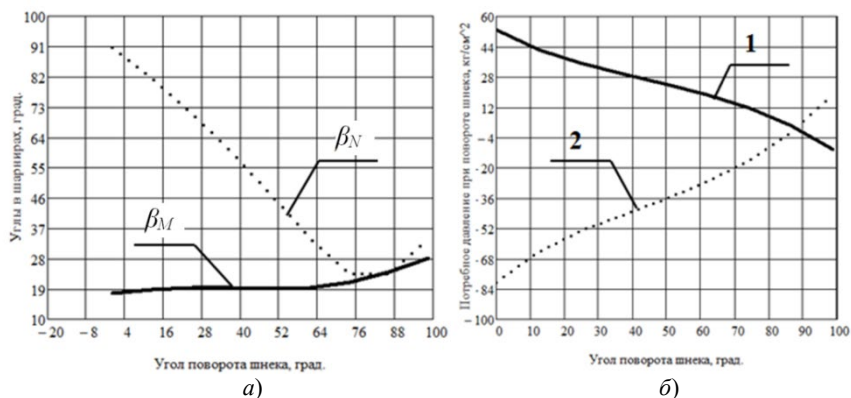 Углы в шарнирах, град.
100
91
82
73
64
55
46
37
28
19
10
β_N
β_M
−20 −8 4 16 28 40 52 64 76 88 100
Угол поворота шнека, град.
а)
Потребное давление при повороте шнека, кг/см^2
60
44
28
12
−4
-20
-36
-52
-68
-84
−100
1
2
0 10 20 30 40 50 60 70 80 90 100
Угол поворота шнека, град.
б)